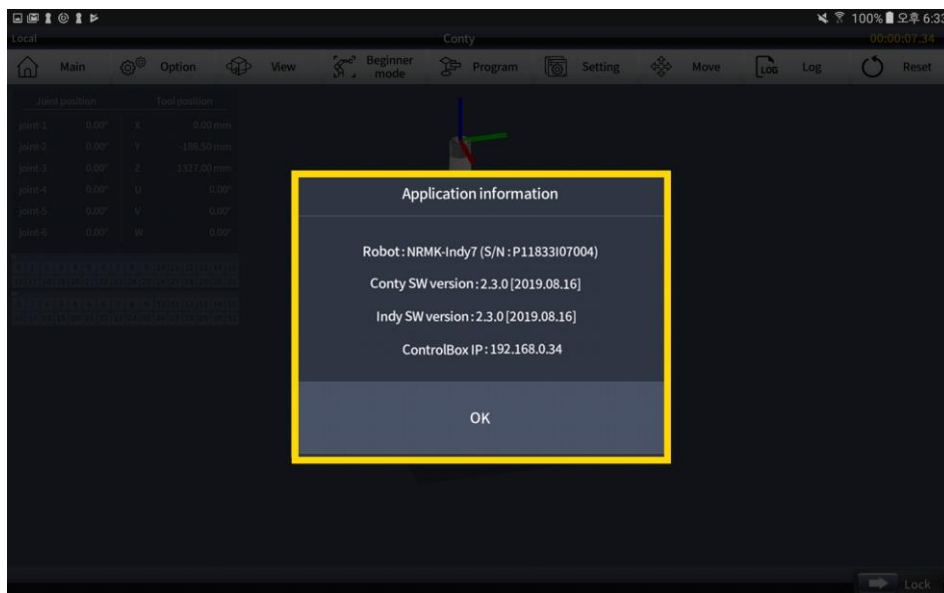 100% 오후 6:33
Local Conty 00:00:07.34
Main Option View Beginner mode Program Setting Move LOG Log Reset
Joint position Tool position
joint-1 0.00° X 0.00 mm
joint-2 0.00° Y -186.50 mm
joint-3 0.00° Z 1327.00 mm
joint-4 0.00° U 0.00°
joint-5 0.00° V 0.00°
joint-6 0.00° W 0.00°
Application information
Robot : NRMK-Indy7 (S/N : P11833I07004)
Conty SW version : 2.3.0 [2019.08.16]
Indy SW version : 2.3.0 [2019.08.16]
ControlBox IP : 192.168.0.34
OK
Lock